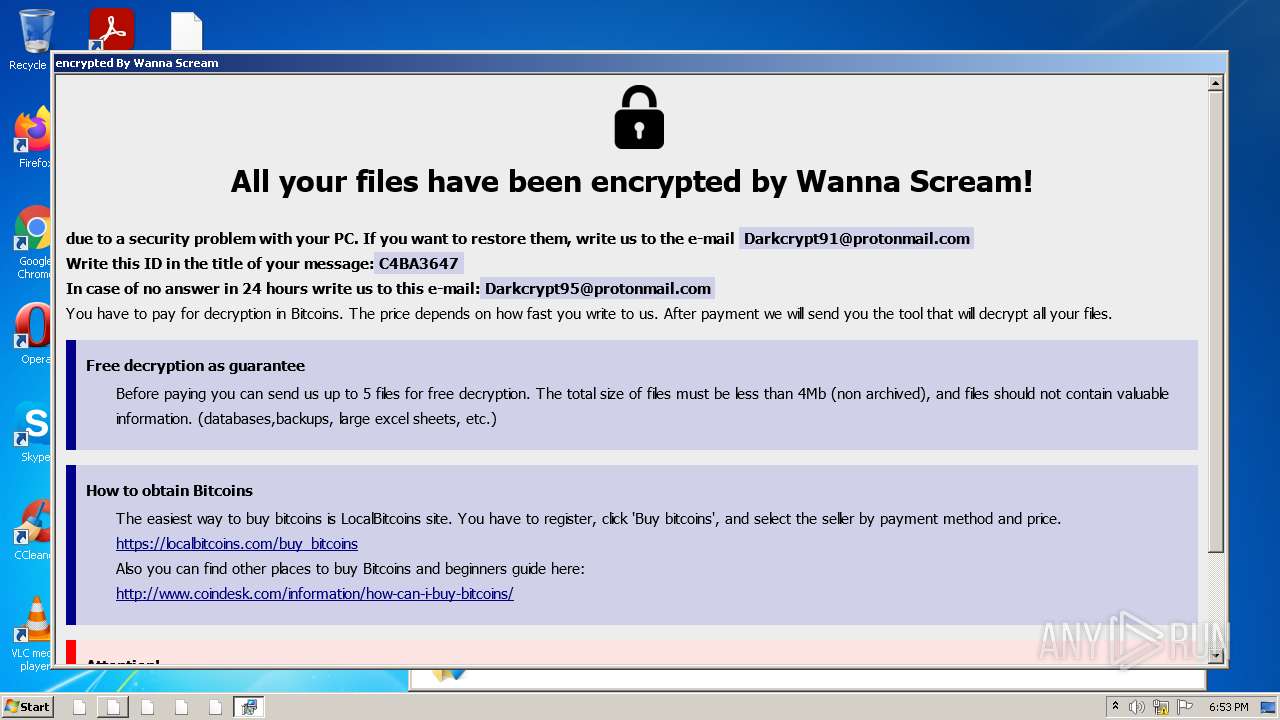 Recycle
encrypted By Wanna Scream
All your files have been encrypted by Wanna Scream!
due to a security problem with your PC. If you want to restore them, write us to the e-mail Darkcrypt91@protonmail.com
Write this ID in the title of your message: C4BA3647
In case of no answer in 24 hours write us to this e-mail: Darkcrypt95@protonmail.com
You have to pay for decryption in Bitcoins. The price depends on how fast you write to us. After payment we will send you the tool that will decrypt all your files.
Free decryption as guarantee
Before paying you can send us up to 5 files for free decryption. The total size of files must be less than 4Mb (non archived), and files should not contain valuable
information. (databases,backups, large excel sheets, etc.)
How to obtain Bitcoins
The easiest way to buy bitcoins is LocalBitcoins site. You have to register, click 'Buy bitcoins', and select the seller by payment method and price.
https://localbitcoins.com/buy_bitcoins
Also you can find other places to buy Bitcoins and beginners guide here:
http://www.coindesk.com/information/how-can-i-buy-bitcoins/
Attention!
Firefox
Google
Chrome
Opera
Skype
CClean
VLC med
player
ANY RUN
Start
6:53 PM